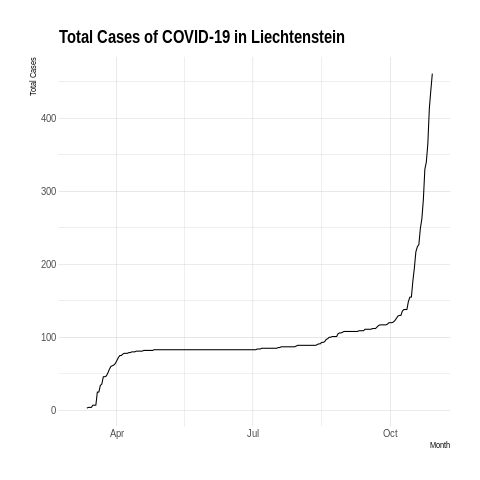 Total Cases of COVID-19 in Liechtenstein
Total Cases
400
300
200
100
0
Apr Jul Oct
Month